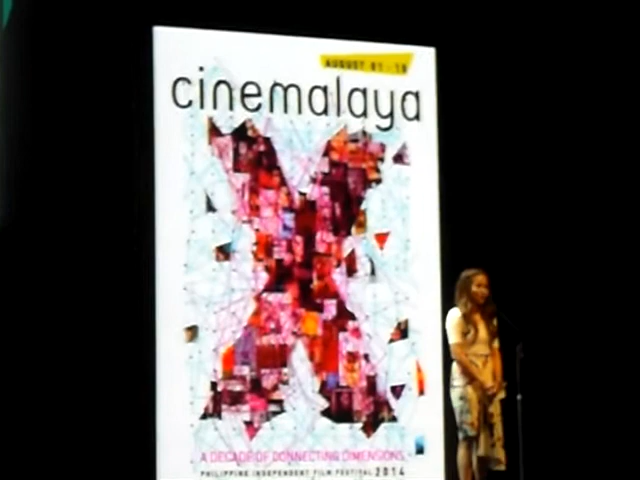 AUGUST 01 - 10
cinemalaya
X
A DECADE OF CONNECTING DIMENSIONS
PHILIPPINE INDEPENDENT FILM FESTIVAL 2014